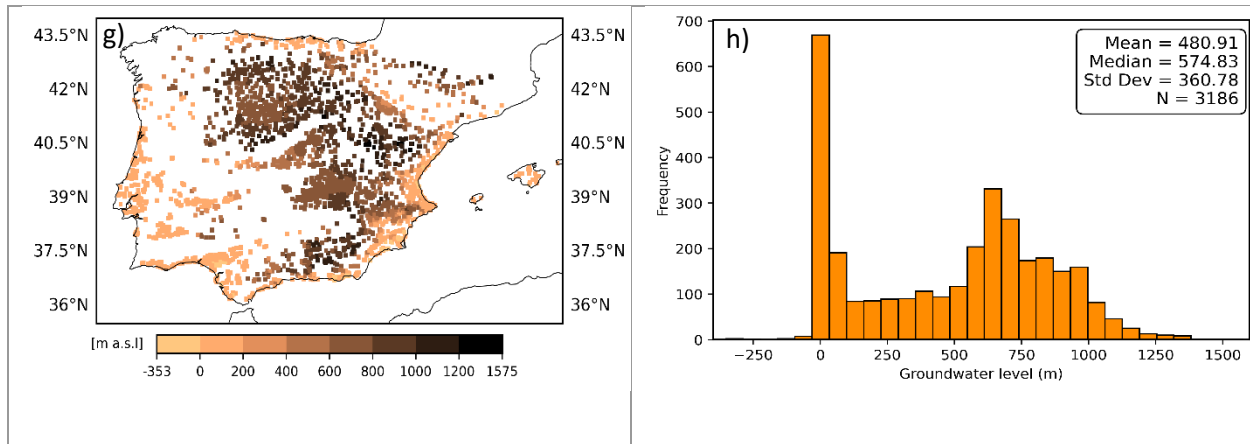 g)
43.5°N
42°N
40.5°N
39°N
37.5°N
36°N
43.5°N
42°N
40.5°N
39°N
37.5°N
36°N
[m a.s.l]
-353 0 200 400 600 800 1000 1200 1575
h)
700
600
500
400
300
200
100
0
Frequency
Mean = 480.91
Median = 574.83
Std Dev = 360.78
N = 3186
−250 0 250 500 750 1000 1250 1500
Groundwater level (m)